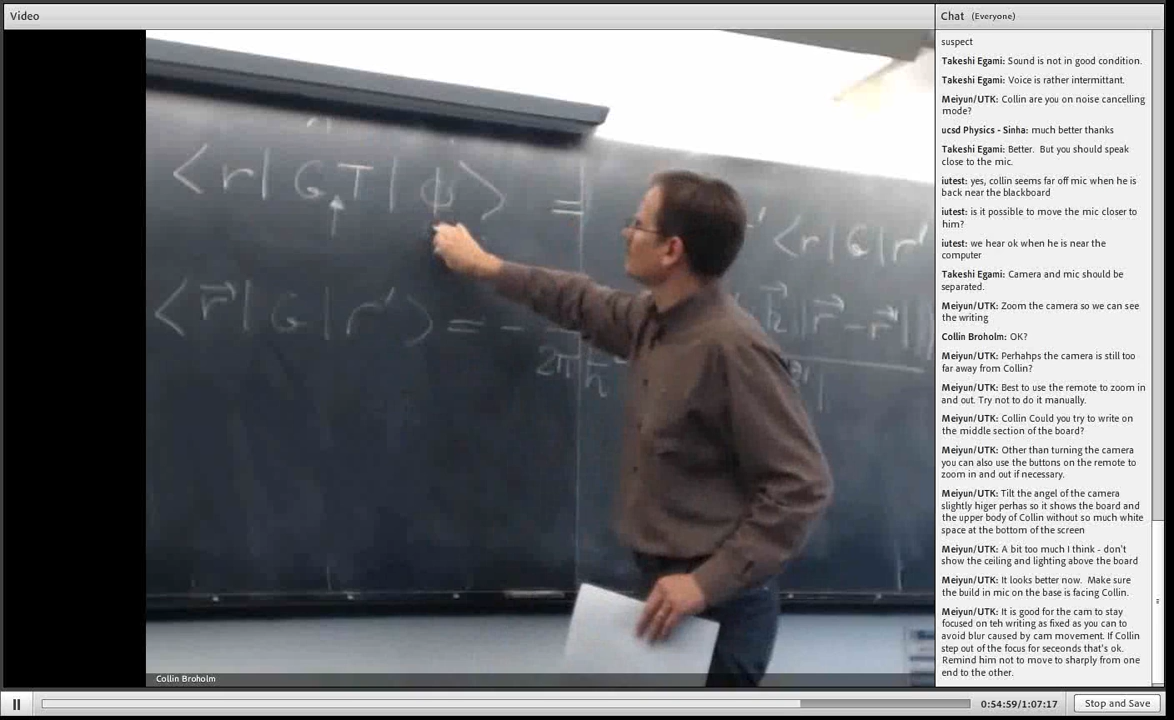 Video
Chat (Everyone)
<r|GT|ϕ> = ' <r|G|r'
<r⃗|G|r'> = - 2π ħ k⃗||r⃗-r⃗'|
suspect
Takeshi Egami: Sound is not in good condition.
Takeshi Egami: Voice is rather intermittant.
Meiyun/UTK: Collin are you on noise cancelling
mode?
ucsd Physics - Sinha: much better thanks
Takeshi Egami: Better. But you should speak
close to the mic.
iutest: yes, collin seems far off mic when he is
back near the blackboard
iutest: is it possible to move the mic closer to
him?
iutest: we hear ok when he is near the
computer
Takeshi Egami: Camera and mic should be
separated.
Meiyun/UTK: Zoom the camera so we can see
the writing
Collin Broholm: OK?
Meiyun/UTK: Perhahps the camera is still too
far away from Collin?
Meiyun/UTK: Best to use the remote to zoom in
and out. Try not to do it manually.
Meiyun/UTK: Collin Could you try to write on
the middle section of the board?
Meiyun/UTK: Other than turning the camera
you can also use the buttons on the remote to
zoom in and out if necessary.
Meiyun/UTK: Tilt the angel of the camera
slightly higer perhas so it shows the board and
the upper body of Collin without so much white
space at the bottom of the screen
Meiyun/UTK: A bit too much I think - don't
show the ceiling and lighting above the board
Meiyun/UTK: It looks better now. Make sure
the build in mic on the base is facing Collin.
Meiyun/UTK: It is good for the cam to stay
focused on teh writing as fixed as you can to
avoid blur caused by cam movement. If Collin
step out of the focus for seceonds that's ok.
Remind him not to move to sharply from one
end to the other.
Collin Broholm
0:54:59/1:07:17
Stop and Save